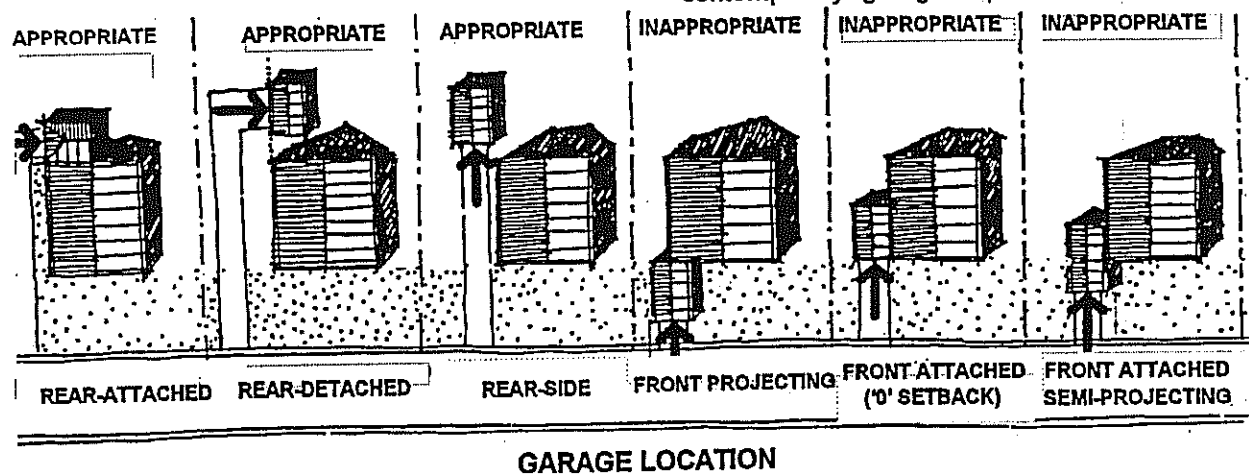 APPROPRIATE
APPROPRIATE
APPROPRIATE
INAPPROPRIATE
INAPPROPRIATE
INAPPROPRIATE
REAR-ATTACHED
REAR-DETACHED
REAR-SIDE
FRONT PROJECTING
FRONT ATTACHED
('0' SETBACK)
FRONT ATTACHED
SEMI-PROJECTING
GARAGE LOCATION